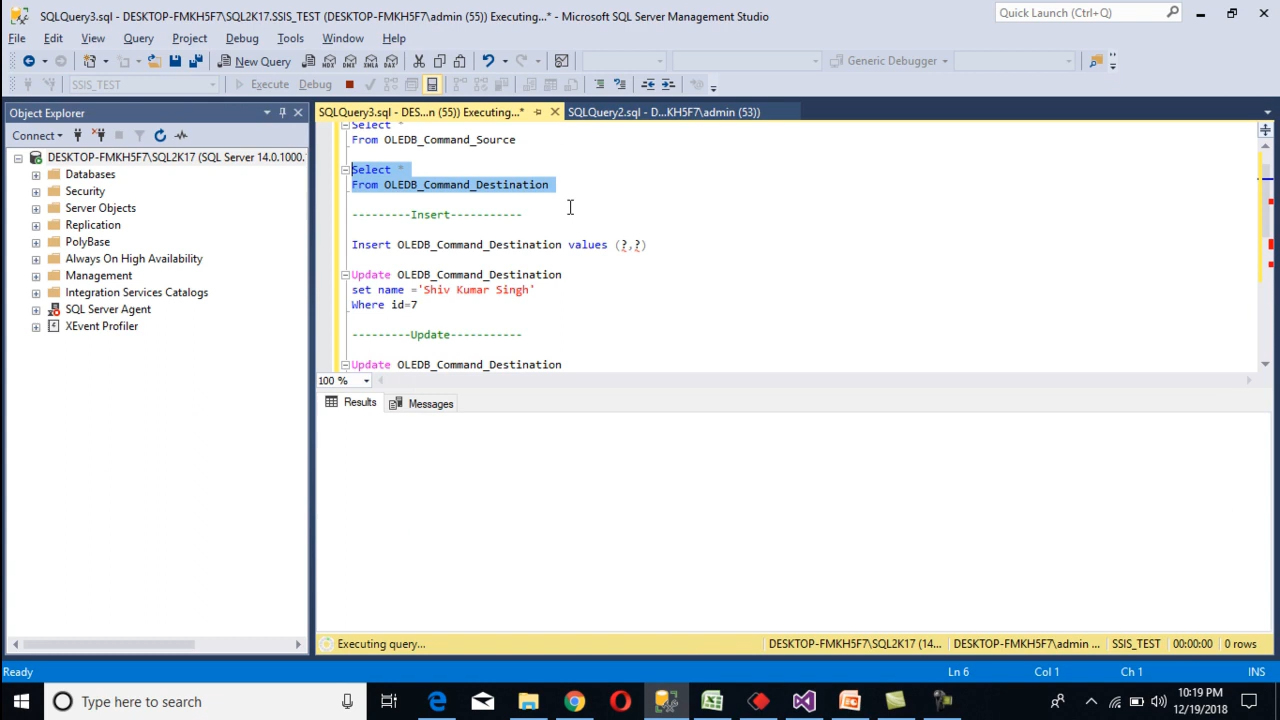 SQLQuery3.sql - DESKTOP-FMKH5F7\SQL2K17.SSIS_TEST (DESKTOP-FMKH5F7\admin (55)) Executing...* - Microsoft SQL Server Management Studio
Quick Launch (Ctrl+Q)
File Edit View Query Project Debug Tools Window Help
New Query
Generic Debugger
SSIS_TEST
Execute Debug
Object Explorer
SQLQuery3.sql - DES...n (55)) Executing...*
SQLQuery2.sql - D...KH5F7\admin (53))
Connect
DESKTOP-FMKH5F7\SQL2K17 (SQL Server 14.0.1000.
Databases
Security
Server Objects
Replication
PolyBase
Always On High Availability
Management
Integration Services Catalogs
SQL Server Agent
XEvent Profiler
Select *
From OLEDB_Command_Source
Select *
From OLEDB_Command_Destination
---------Insert-----------
Insert OLEDB_Command_Destination values (?,?)
Update OLEDB_Command_Destination
set name ='Shiv Kumar Singh'
Where id=7
---------Update-----------
Update OLEDB_Command_Destination
100 %
Results Messages
Executing query...
DESKTOP-FMKH5F7\SQL2K17 (14...
DESKTOP-FMKH5F7\admin ...
SSIS_TEST
00:00:00
0 rows
Ready
Ln 6
Col 1
Ch 1
INS
Type here to search
10:19 PM
12/19/2018